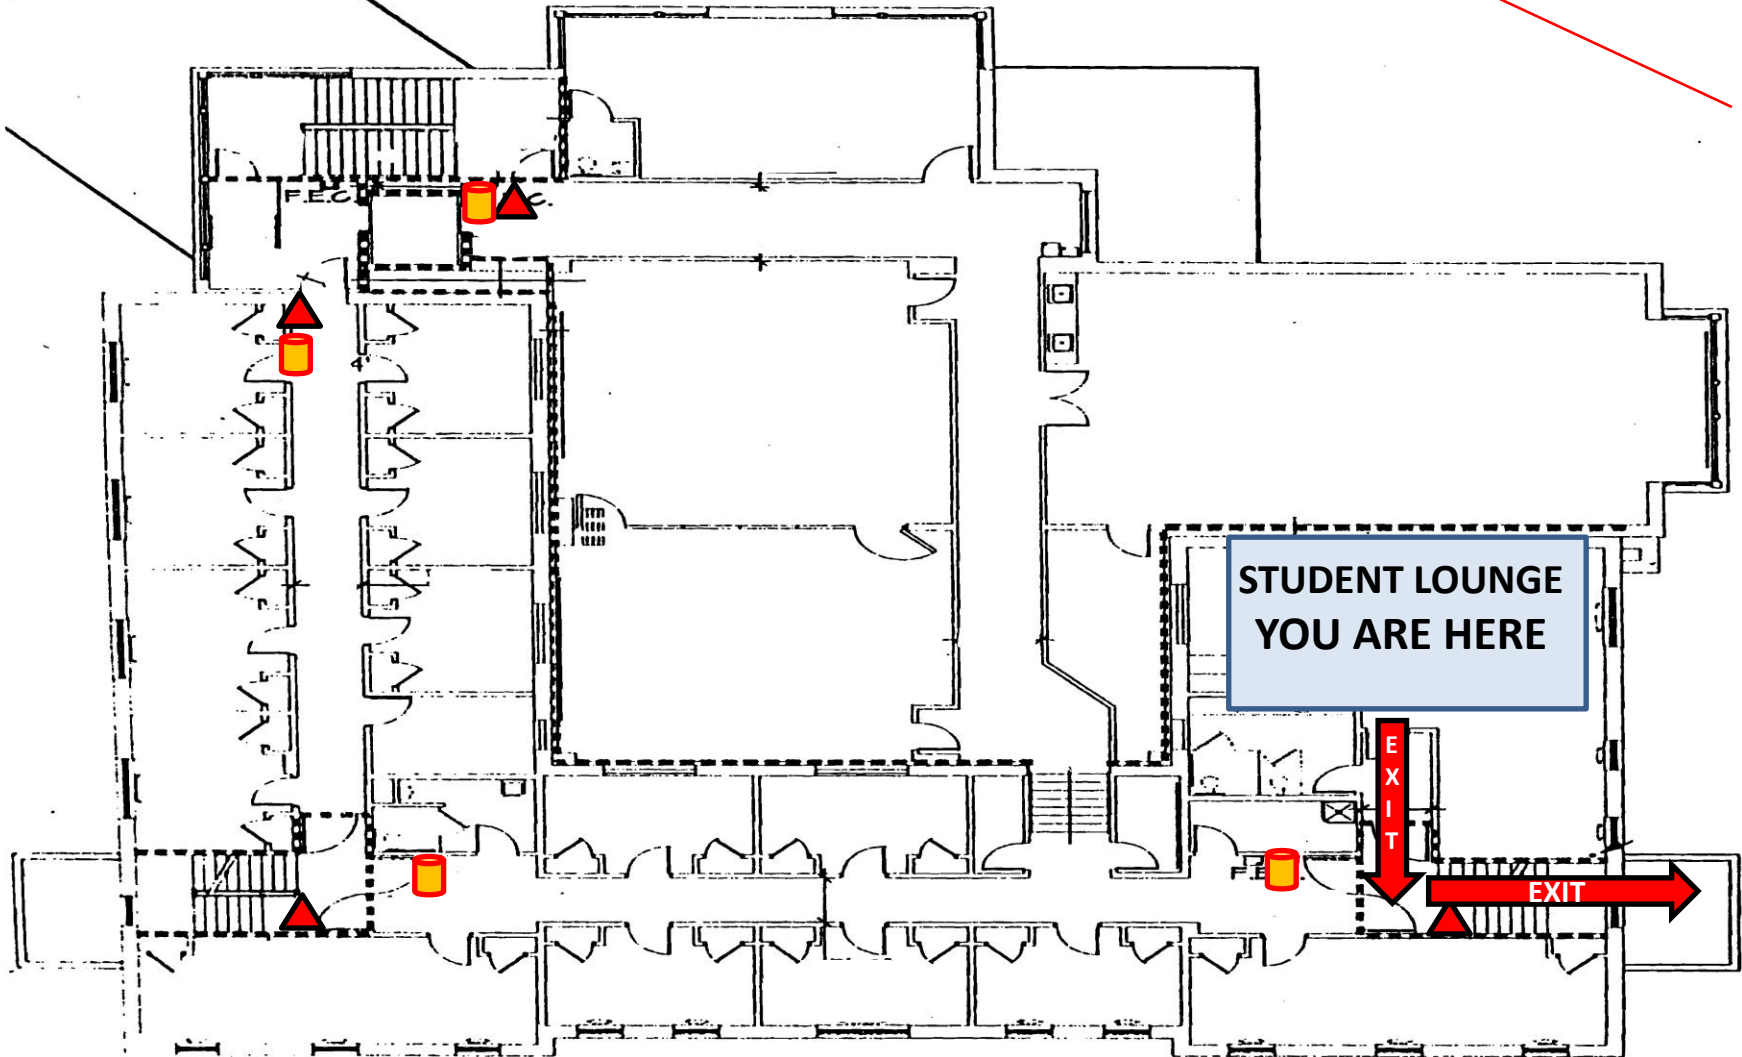 F.E.C.
C.
4'
STUDENT LOUNGE
YOU ARE HERE
EXIT
F.E.
EXIT